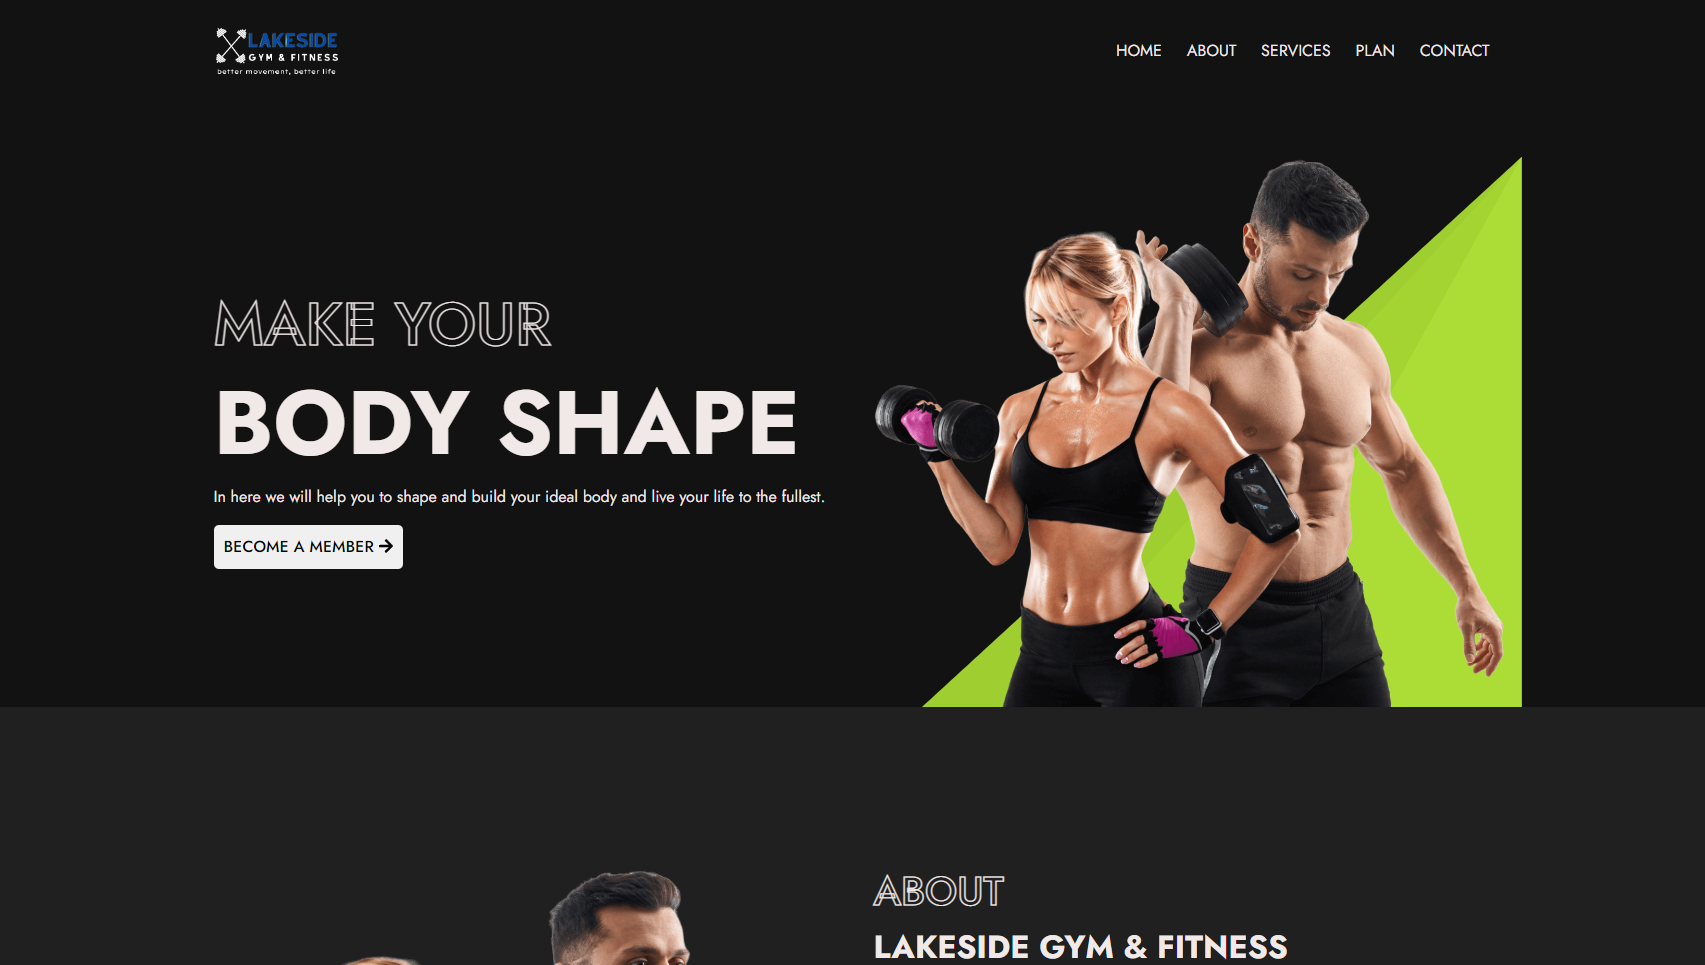 LAKESIDE
GYM & FITNESS
better movement, better life
HOME ABOUT SERVICES PLAN CONTACT
MAKE YOUR
BODY SHAPE
In here we will help you to shape and build your ideal body and live your life to the fullest.
BECOME A MEMBER
ABOUT
LAKESIDE GYM & FITNESS